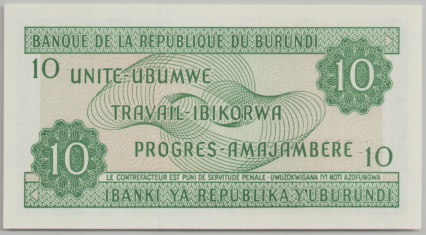 BANQUE DE LA REPUBLIQUE DU BURUNDI
10 UNITE-UBUMWE 10
TRAVAIL-IBIKORWA
10 PROGRES-AMAJAMBERE 10
LE CONTREFACTEUR EST PUNI DE SERVITUDE PENALE - UWUZOKWIGANA IYI NOTI AZOFUNGWA
IBANKI YA REPUBLIKA Y'UBURUNDI